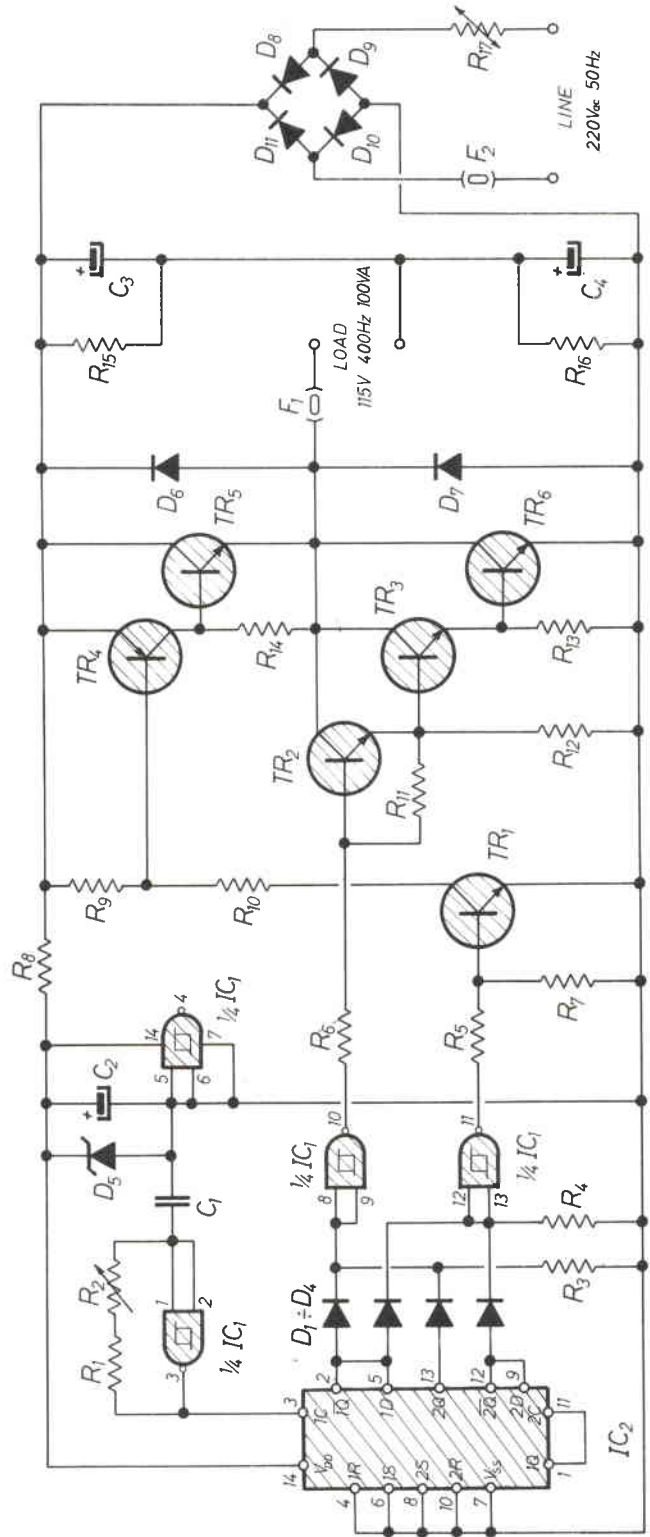 R₁
R₂
C₁
D₅
C₂
R₈
R₉
R₁₀
TR₄
TR₅
D₆
R₁₅
C₃
D₁₁
D₈
D₉
D₁₀
R₁₇
LINE
220Vac 50Hz
F₂
F₁
LOAD
115V 400Hz 100VA
R₁₆
C₄
D₇
TR₆
TR₃
TR₂
R₁₄
R₁₃
R₁₂
R₁₁
TR₁
R₆
R₅
R₇
R₄
R₃
¼ IC₁
1
2
3
¼ IC₁
14
5
6
7
4
¼ IC₁
8
9
10
¼ IC₁
12
13
11
D₁÷D₄
IC₂
14 V_DD
3 1C
2 1Q̅
5 1D
13 2Q
12 2Q̅
9 2D
11 2C
1 1Q
4 1R
6 1S
8 2S
10 2R
7 V_SS
+
+
+